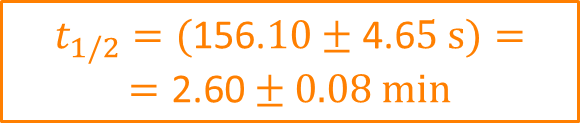 t₁/₂ = (156.10 ± 4.65 s) =
= 2.60 ± 0.08 min